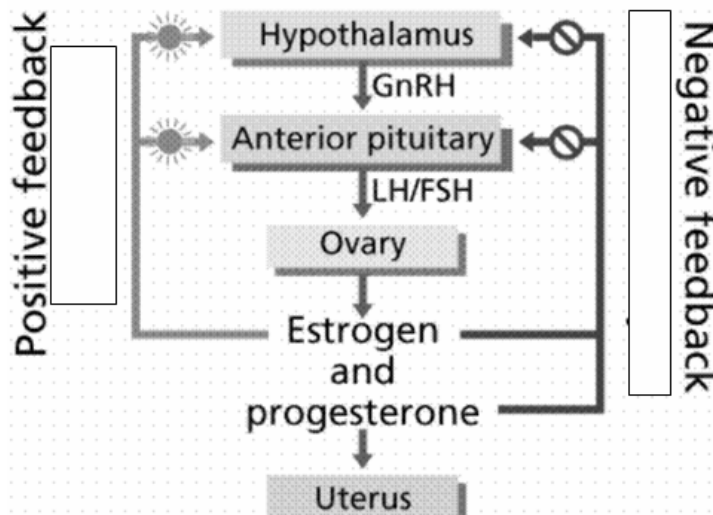 Positive feedback
Hypothalamus
GnRH
Anterior pituitary
LH/FSH
Ovary
Estrogen
and
progesterone
Uterus
Negative feedback